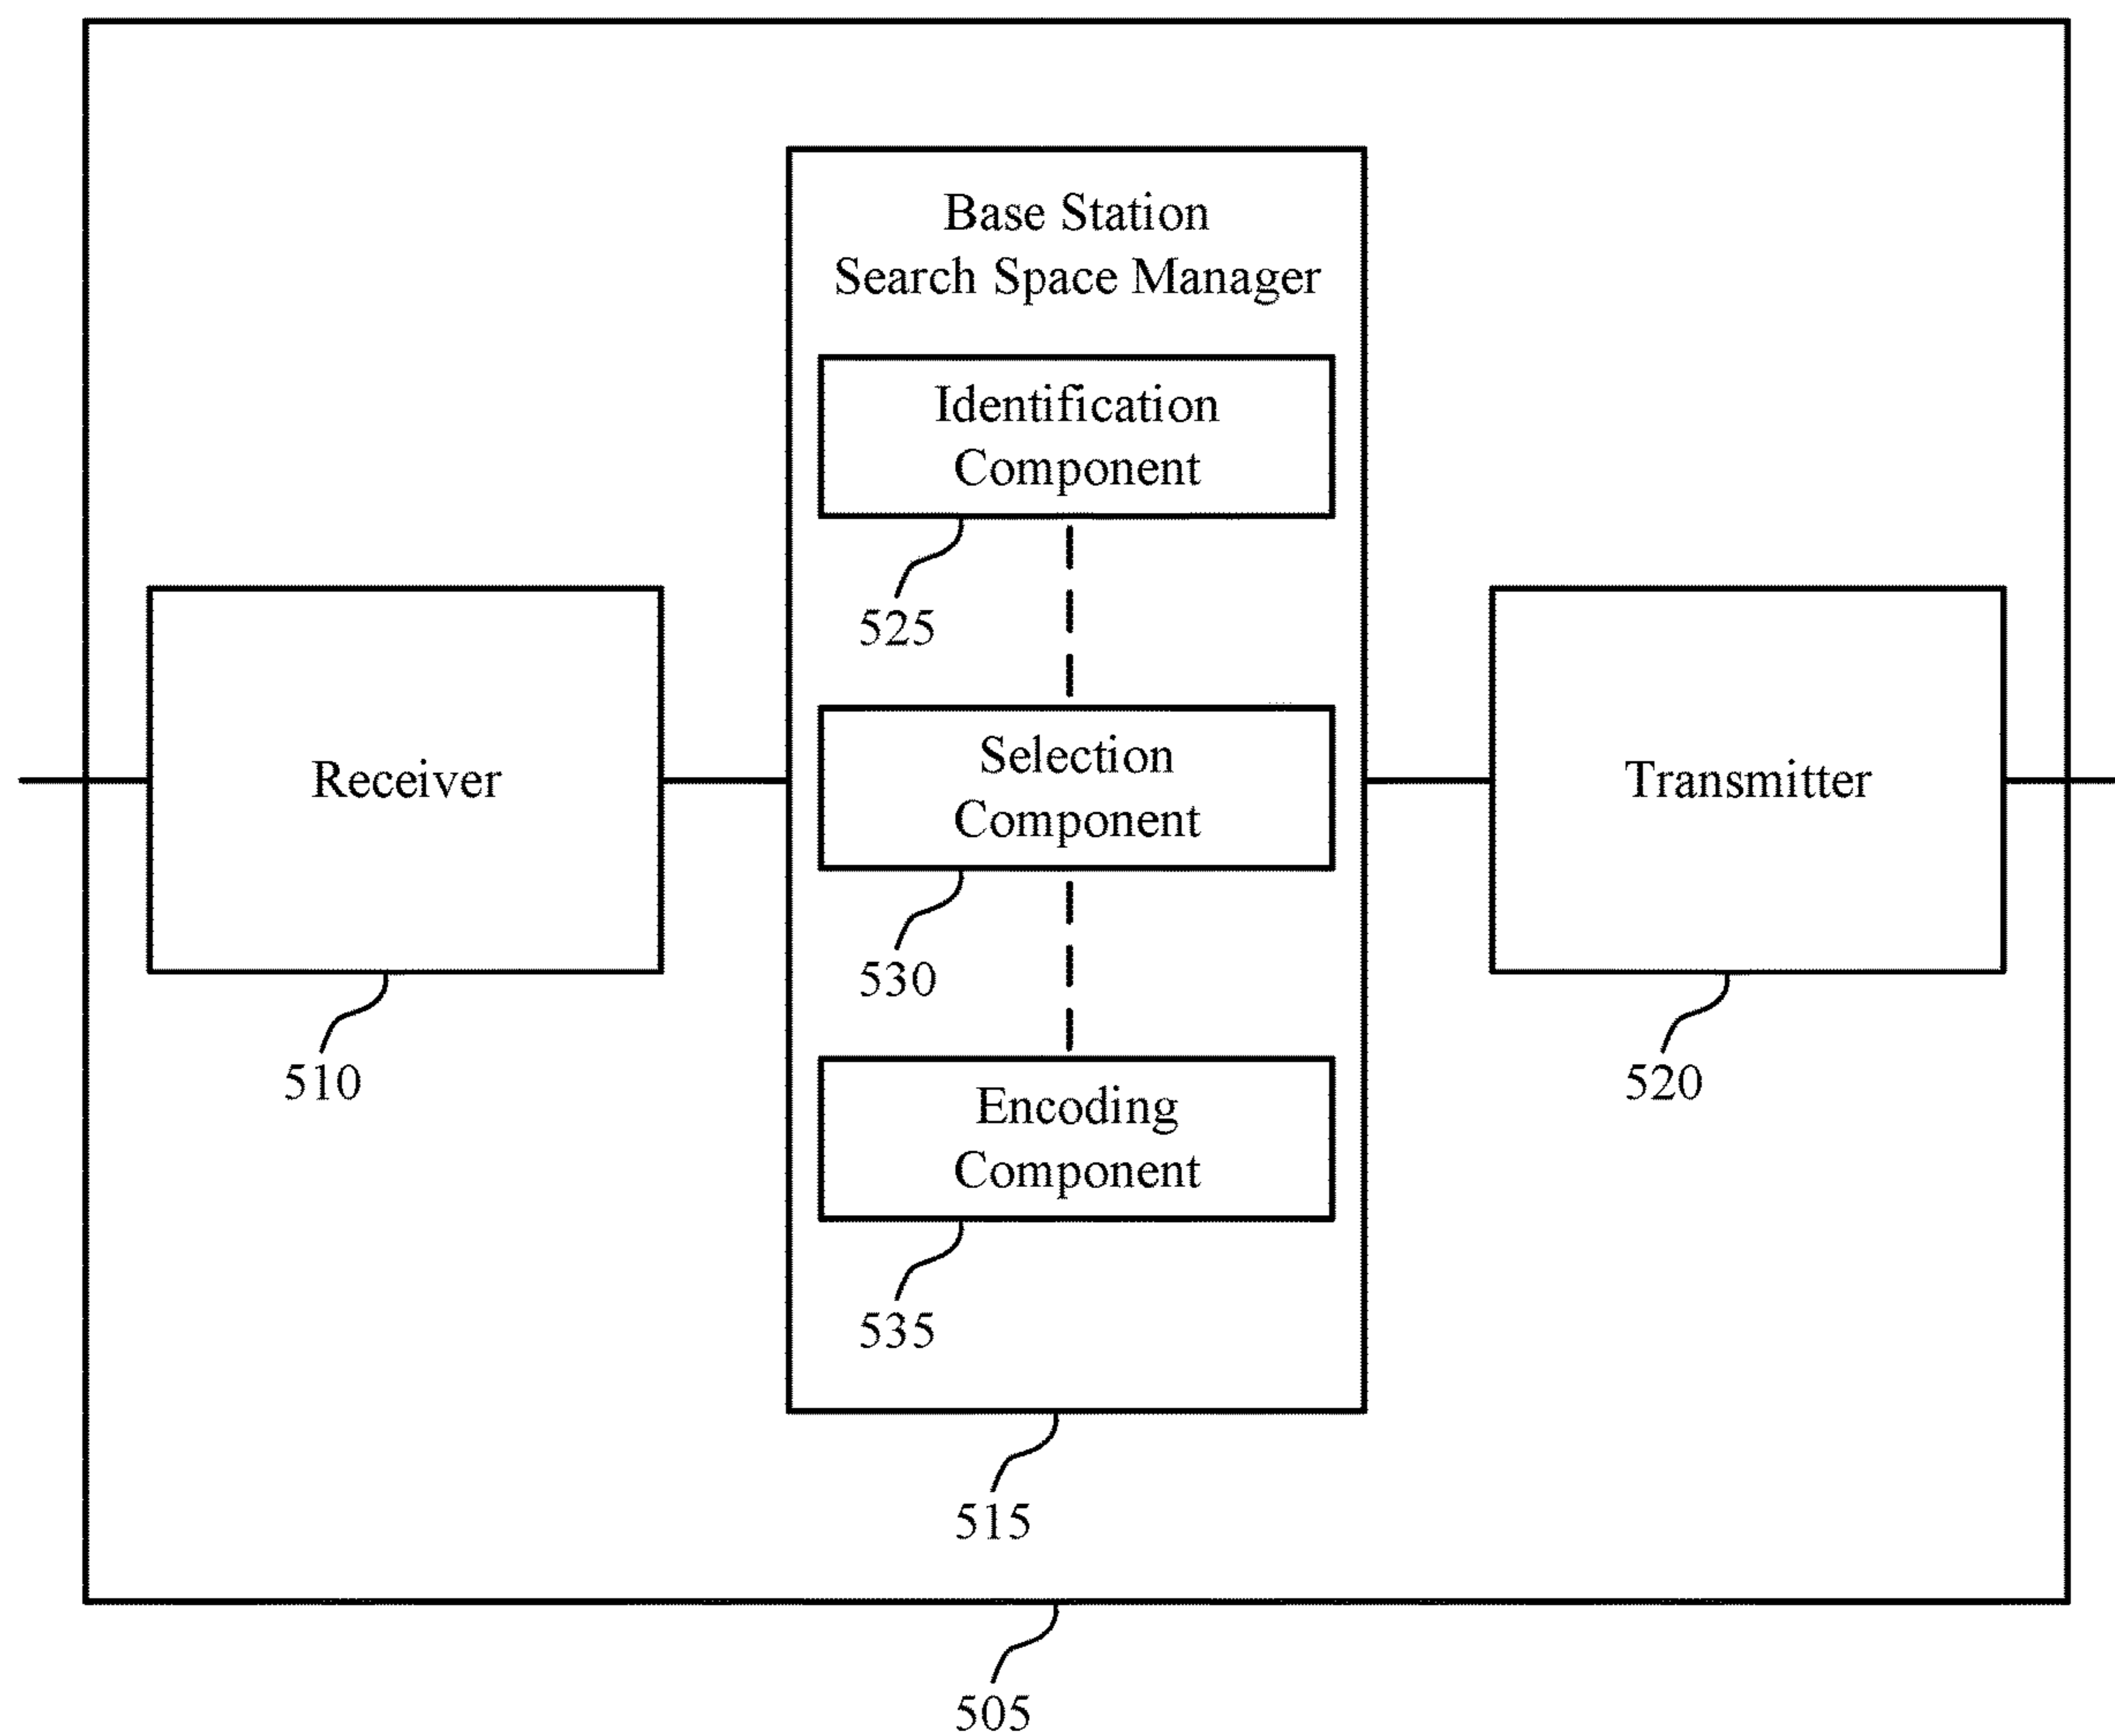 Base Station
Search Space Manager
Identification
Component
525
Receiver
510
Selection
Component
530
Encoding
Component
535
515
Transmitter
520
505